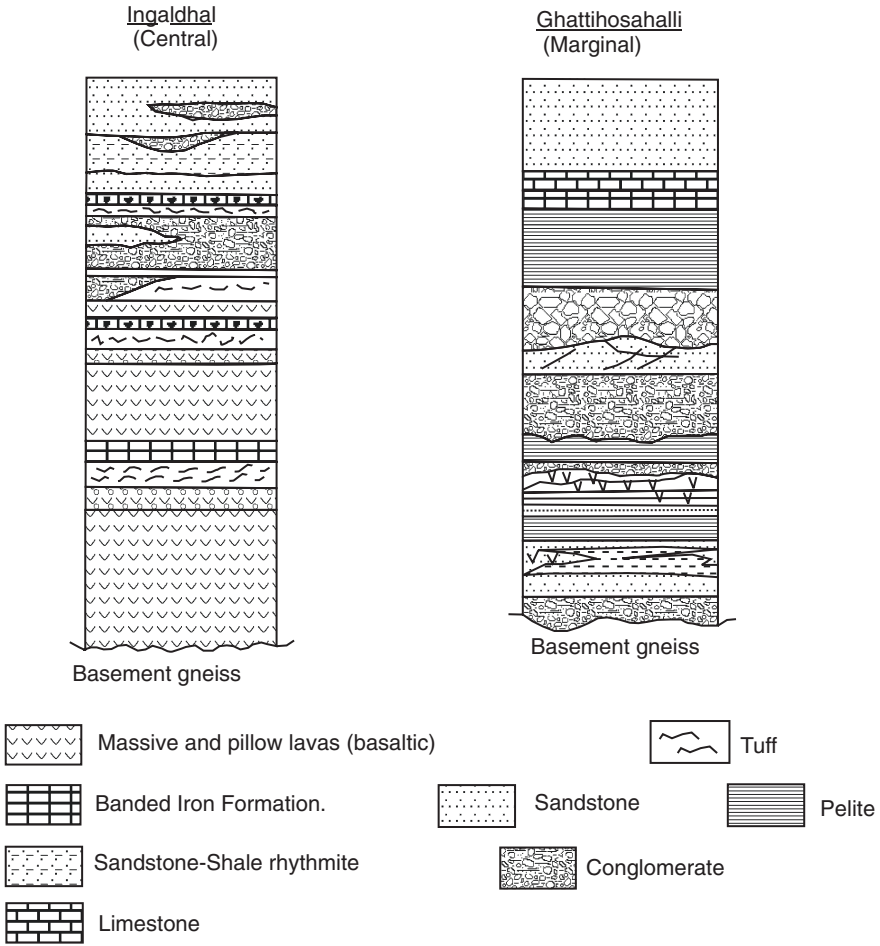 Ingaldhal
(Central)
Ghattihosahalli
(Marginal)
Basement gneiss
Basement gneiss
Massive and pillow lavas (basaltic)
Tuff
Banded Iron Formation.
Sandstone
Pelite
Sandstone-Shale rhythmite
Conglomerate
Limestone